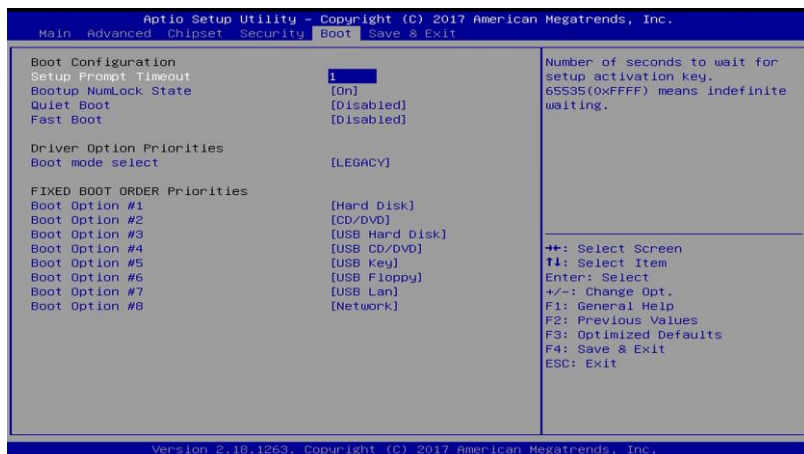 Aptio Setup Utility – Copyright (C) 2017 American Megatrends, Inc.
Main Advanced Chipset Security Boot Save & Exit
Boot Configuration
Setup Prompt Timeout 1
Bootup NumLock State [On]
Quiet Boot [Disabled]
Fast Boot [Disabled]
Driver Option Priorities
Boot mode select [LEGACY]
FIXED BOOT ORDER Priorities
Boot Option #1 [Hard Disk]
Boot Option #2 [CD/DVD]
Boot Option #3 [USB Hard Disk]
Boot Option #4 [USB CD/DVD]
Boot Option #5 [USB Key]
Boot Option #6 [USB Floppy]
Boot Option #7 [USB Lan]
Boot Option #8 [Network]
Number of seconds to wait for
setup activation key.
65535(0xFFFF) means indefinite
waiting.
→←: Select Screen
↑↓: Select Item
Enter: Select
+/-: Change Opt.
F1: General Help
F2: Previous Values
F3: Optimized Defaults
F4: Save & Exit
ESC: Exit
Version 2.18.1263. Copyright (C) 2017 American Megatrends, Inc.